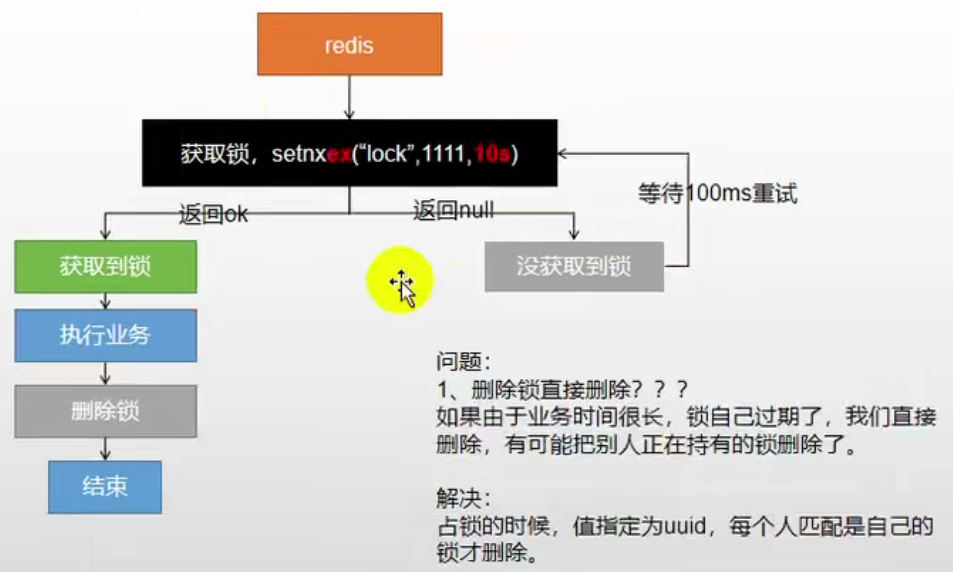 redis
获取锁，setnxex(“lock”,1111,10s)
等待100ms重试
返回ok
返回null
获取到锁
没获取到锁
执行业务
删除锁
结束
问题：
1、删除锁直接删除？？？
如果由于业务时间很长，锁自己过期了，我们直接
删除，有可能把别人正在持有的锁删除了。
解决：
占锁的时候，值指定为uuid，每个人匹配是自己的
锁才删除。